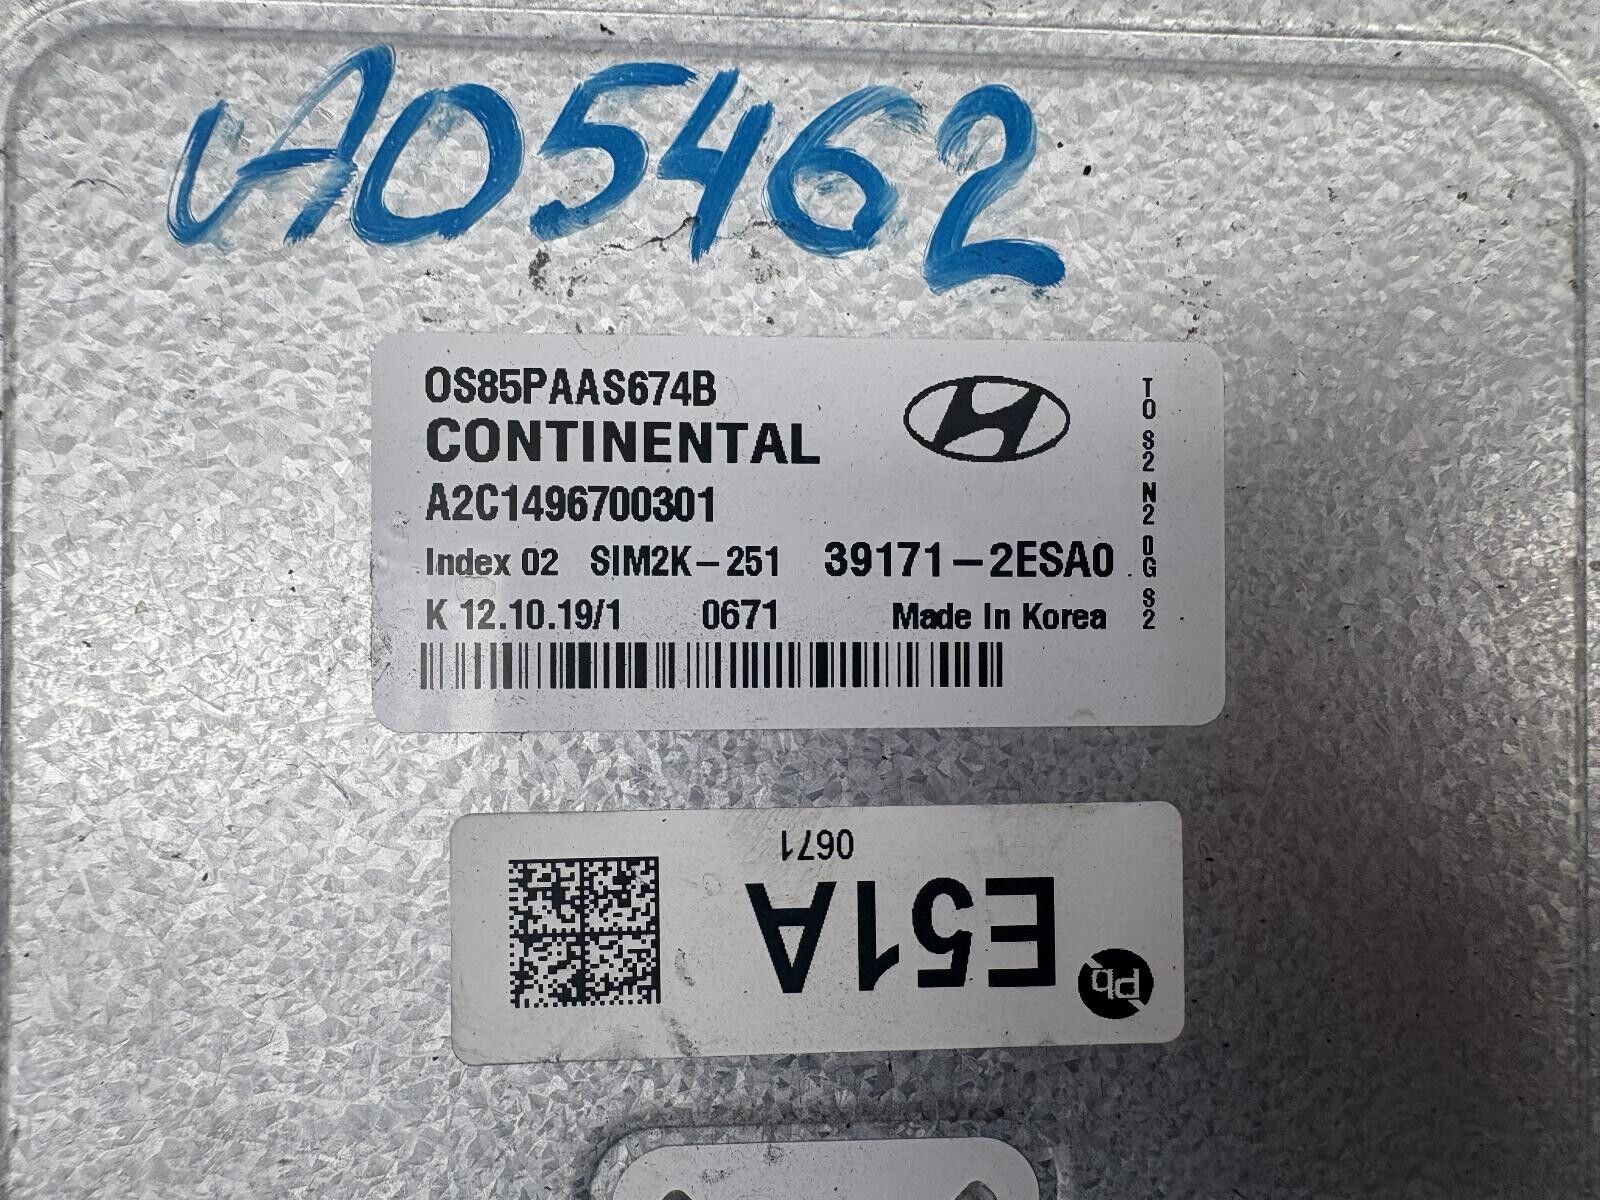 A05462
OS85PAAS674B
CONTINENTAL
A2C1496700301
Index 02 SIM2K-251 39171-2ESA0
K 12.10.19/1 0671 Made In Korea
TO S2 N2 0G S2
0671
E51A
Pb